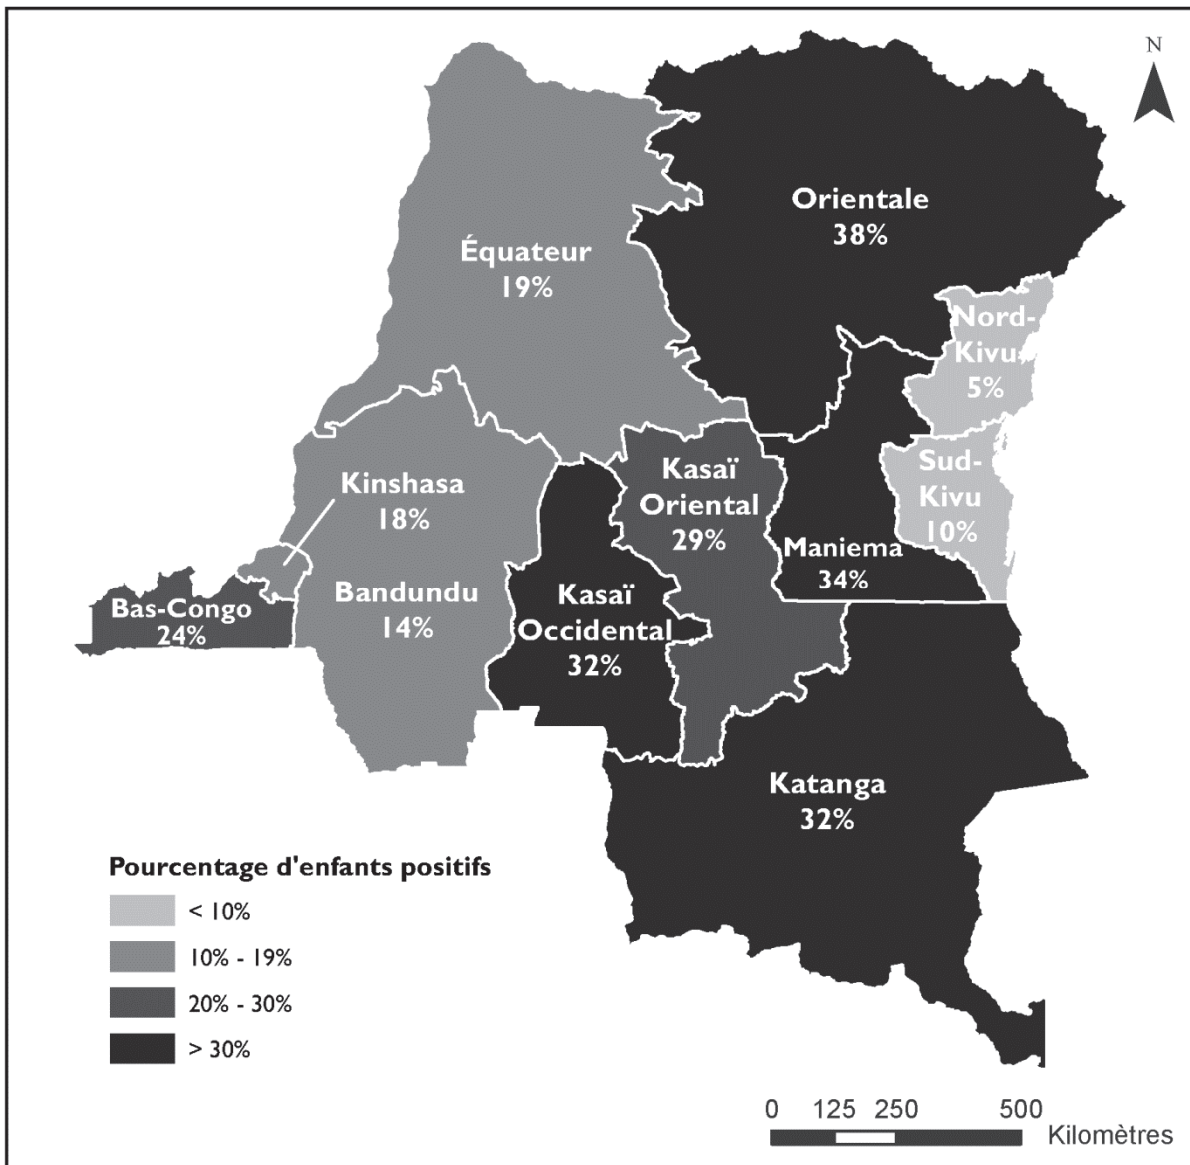 N
Orientale
38%
Équateur
19%
Nord-
Kivu
5%
Sud-
Kivu
10%
Kasaï
Oriental
29%
Kinshasa
18%
Maniema
34%
Bandundu
14%
Kasaï
Occidental
32%
Bas-Congo
24%
Katanga
32%
Pourcentage d'enfants positifs
< 10%
10% - 19%
20% - 30%
> 30%
0 125 250 500
Kilomètres